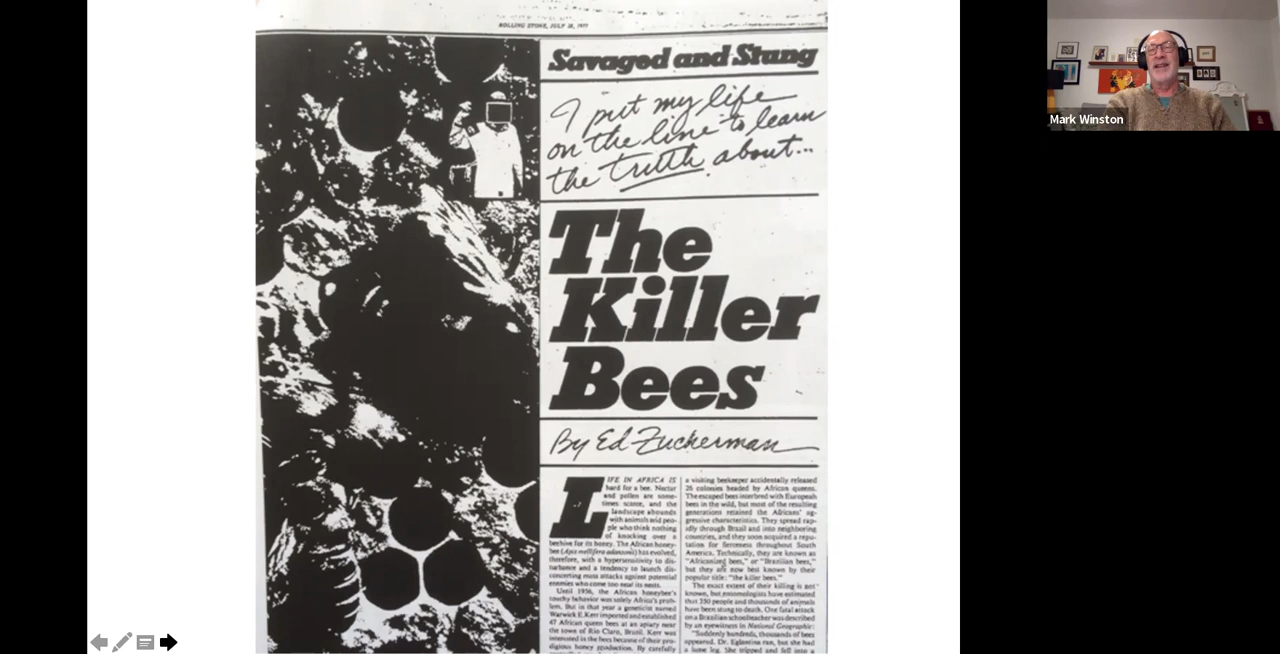 ROLLING STONE, JULY 28, 1977
Savaged and Stung
I put my life
on the line to learn
the truth about...
The
Killer
Bees
By Ed Zuckerman
LIFE IN AFRICA IS
hard for a bee. Nectar
and pollen are some-
times scarce, and the
landscape abounds
with animals and peo-
ple who think nothing
of knocking over a
beehive for its honey. The African honey-
bee (Apis mellifera adansonii) has evolved,
therefore, with a hypersensitivity to dis-
turbance and a tendency to launch dis-
concerting mass attacks against potential
enemies who come too near its nests.
Until 1956, the African honeybee's
touchy behavior was solely Africa's prob-
lem. But in that year a geneticist named
Warwick E. Kerr imported and established
47 African queen bees at an apiary near
the town of Rio Claro, Brazil. Kerr was
interested in the bees because of their pro-
digious honey production. By carefully
a visiting beekeeper accidentally released
26 colonies headed by African queens.
The escaped bees interbred with European
bees in the wild, but most of the resulting
generations retained the Africans' ag-
gressive characteristics. They spread rap-
idly through Brazil and into neighboring
countries, and they soon acquired a repu-
tation for fierceness throughout South
America. Technically, they are known as
"Africanized bees," or "Brazilian bees,"
but they are now best known by their
popular title: "the killer bees."
The exact extent of their killing is not
known, but entomologists have estimated
that 350 people and thousands of animals
have been stung to death. One fatal attack
on a Brazilian schoolteacher was described
by an eyewitness in National Geographic:
"Suddenly hundreds, thousands of bees
appeared. Dr. Eglantina ran, but she had
a lame leg. She tripped and fell into a
Mark Winston